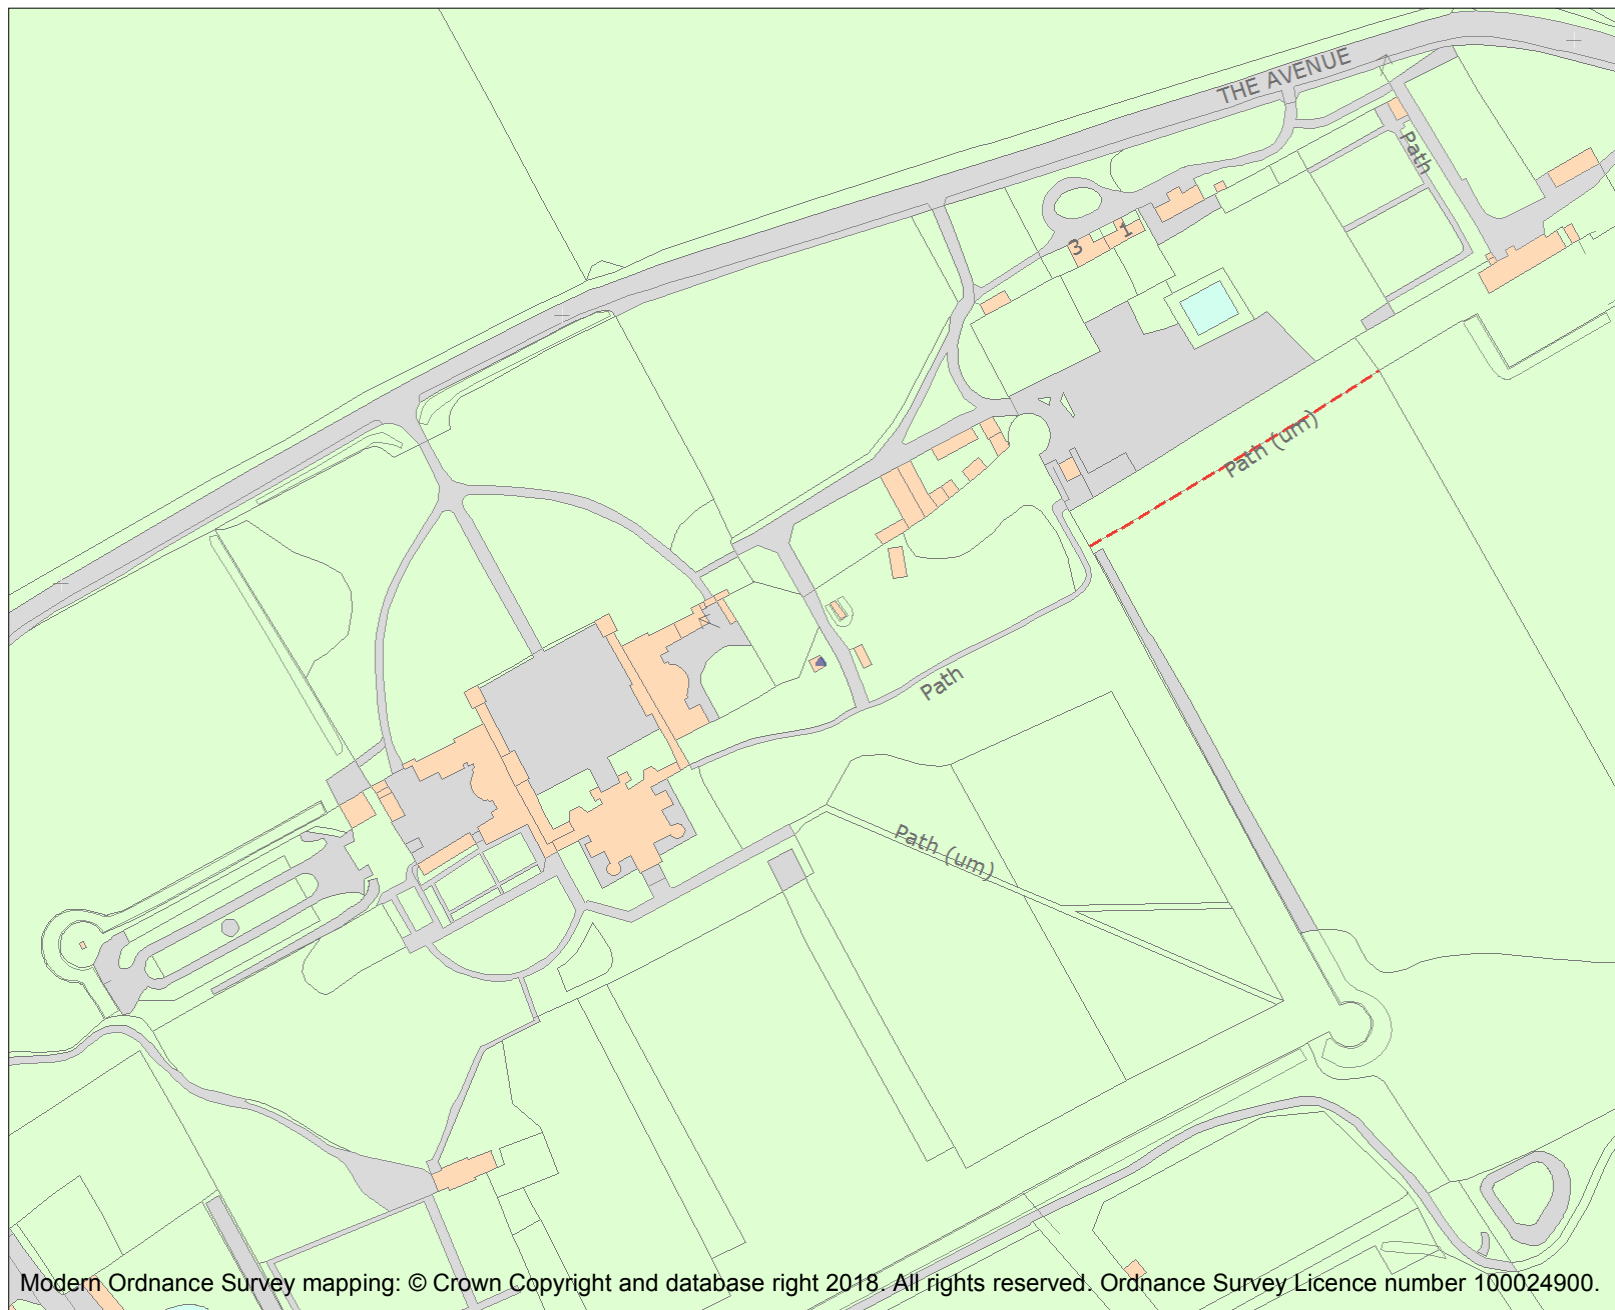 THE AVENUE
Path
3
1
Path (um)
Path
Path (um)
Modern Ordnance Survey mapping: © Crown Copyright and database right 2018. All rights reserved. Ordnance Survey Licence number 100024900.